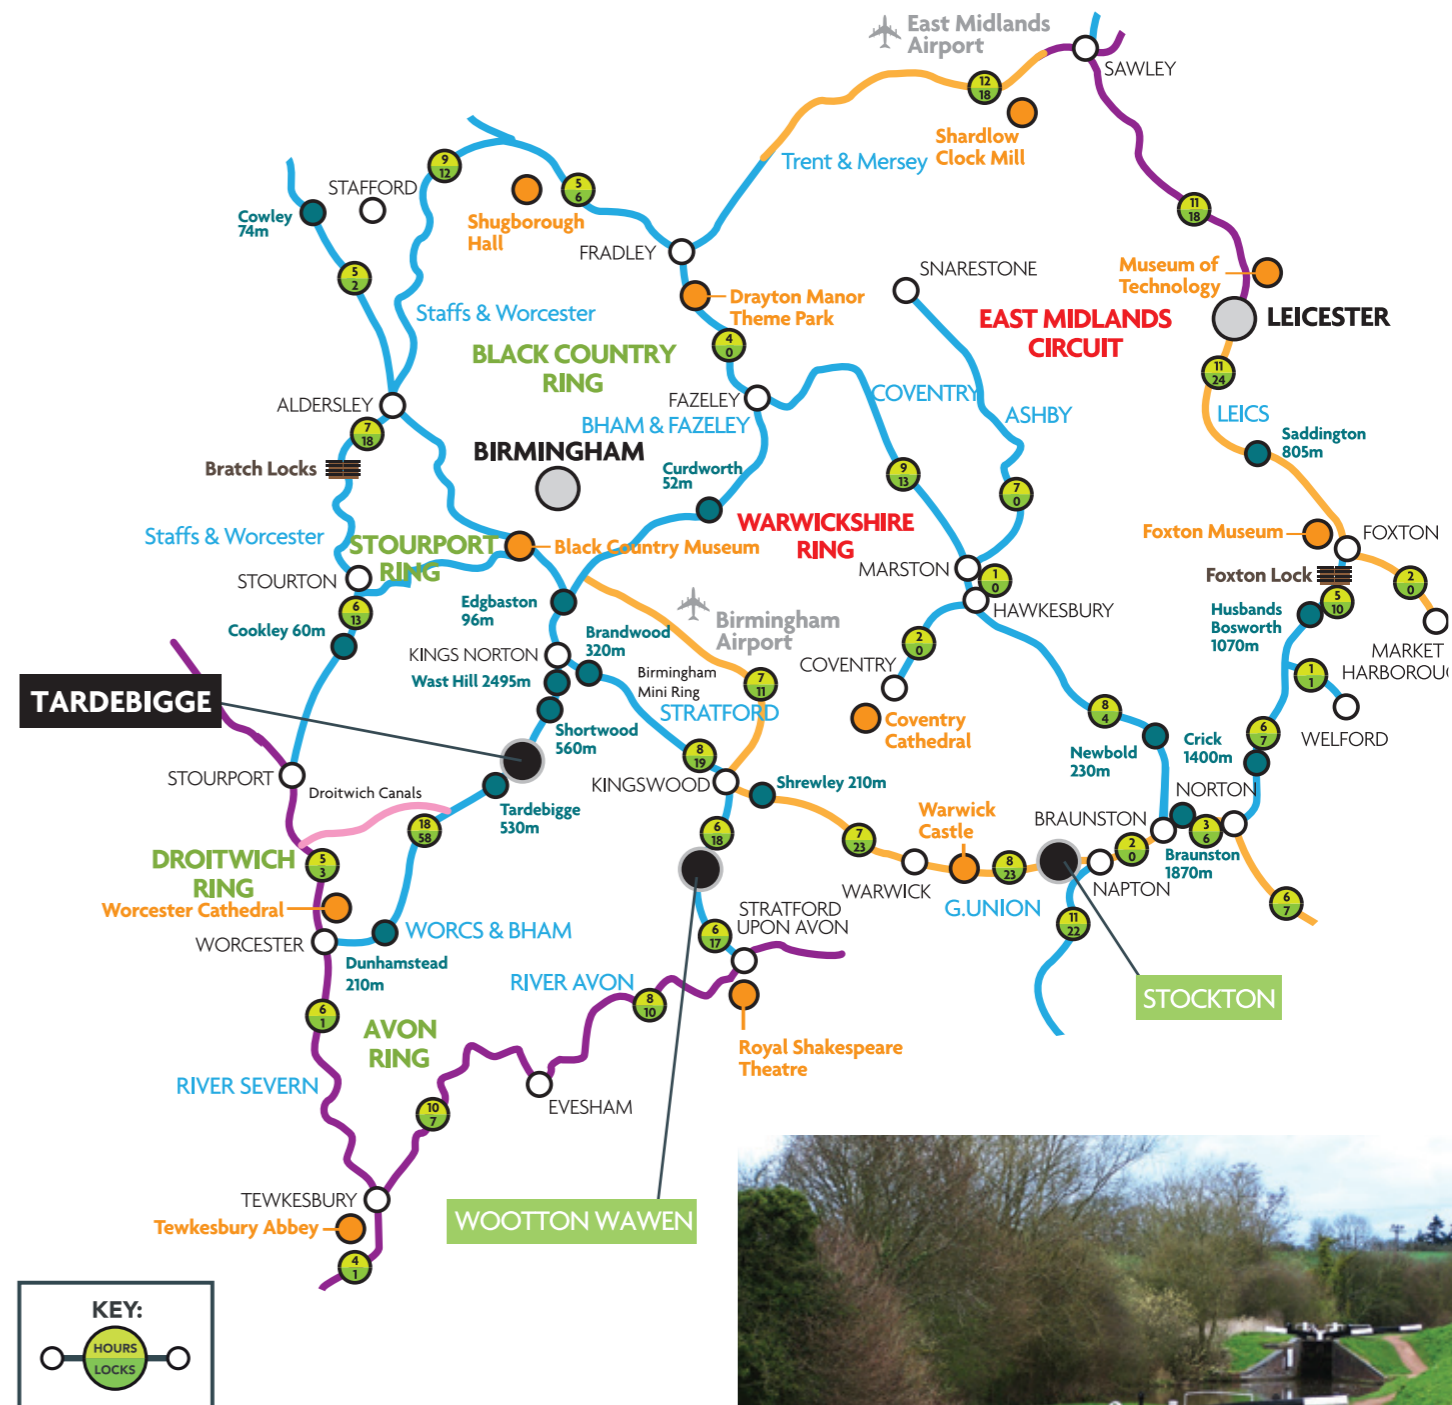 East Midlands
Airport
SAWLEY
12
18
Shardlow
Clock Mill
Trent & Mersey
9
12
STAFFORD
5
6
Cowley
74m
Shugborough
Hall
FRADLEY
11
18
SNARESTONE
Museum of
Technology
5
2
Drayton Manor
Theme Park
Staffs & Worcester
EAST MIDLANDS
CIRCUIT
LEICESTER
BLACK COUNTRY
RING
4
0
11
24
ALDERSLEY
FAZELEY
COVENTRY
ASHBY
LEICS
BHAM & FAZELEY
7
18
BIRMINGHAM
Saddington
805m
Bratch Locks
Curdworth
52m
9
13
7
0
Staffs & Worcester
STOURPORT
RING
Black Country Museum
WARWICKSHIRE
RING
Foxton Museum
FOXTON
STOURTON
MARSTON
1
0
Foxton Lock
2
0
6
13
Edgbaston
96m
HAWKESBURY
5
10
Cookley 60m
Birmingham
Airport
Husbands
Bosworth
1070m
Brandwood
320m
KINGS NORTON
2
0
MARKET
COVENTRY
Wast Hill 2495m
Birmingham
Mini Ring
7
11
1
1
TARDEBIGGE
STRATFORD
8
4
Shortwood
560m
Coventry
Cathedral
Newbold
230m
Crick
1400m
6
7
WELFORD
8
19
STOURPORT
KINGSWOOD
Shrewley 210m
NORTON
Droitwich Canals
Tardebigge
530m
Warwick
Castle
BRAUNSTON
18
58
6
18
7
23
2
0
3
6
Braunston
1870m
DROITWICH
RING
5
3
8
23
WARWICK
NAPTON
Worcester Cathedral
STRATFORD
UPON AVON
G.UNION
6
7
WORCESTER
WORCS & BHAM
6
17
11
22
Dunhamstead
210m
RIVER AVON
8
10
STOCKTON
6
1
AVON
RING
Royal Shakespeare
Theatre
RIVER SEVERN
10
7
EVESHAM
TEWKESBURY
Tewkesbury Abbey
WOOTTON WAWEN
4
1
KEY:
HOURS
LOCKS